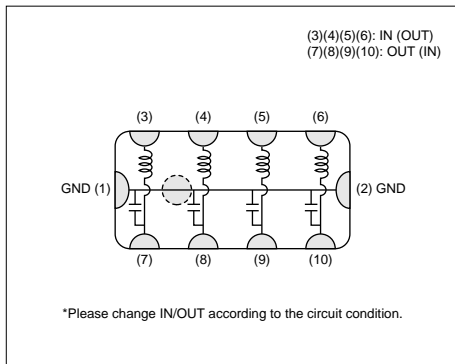 (3)(4)(5)(6): IN (OUT)
(7)(8)(9)(10): OUT (IN)
(3) (4) (5) (6)
GND (1) (2) GND
(7) (8) (9) (10)
*Please change IN/OUT according to the circuit condition.